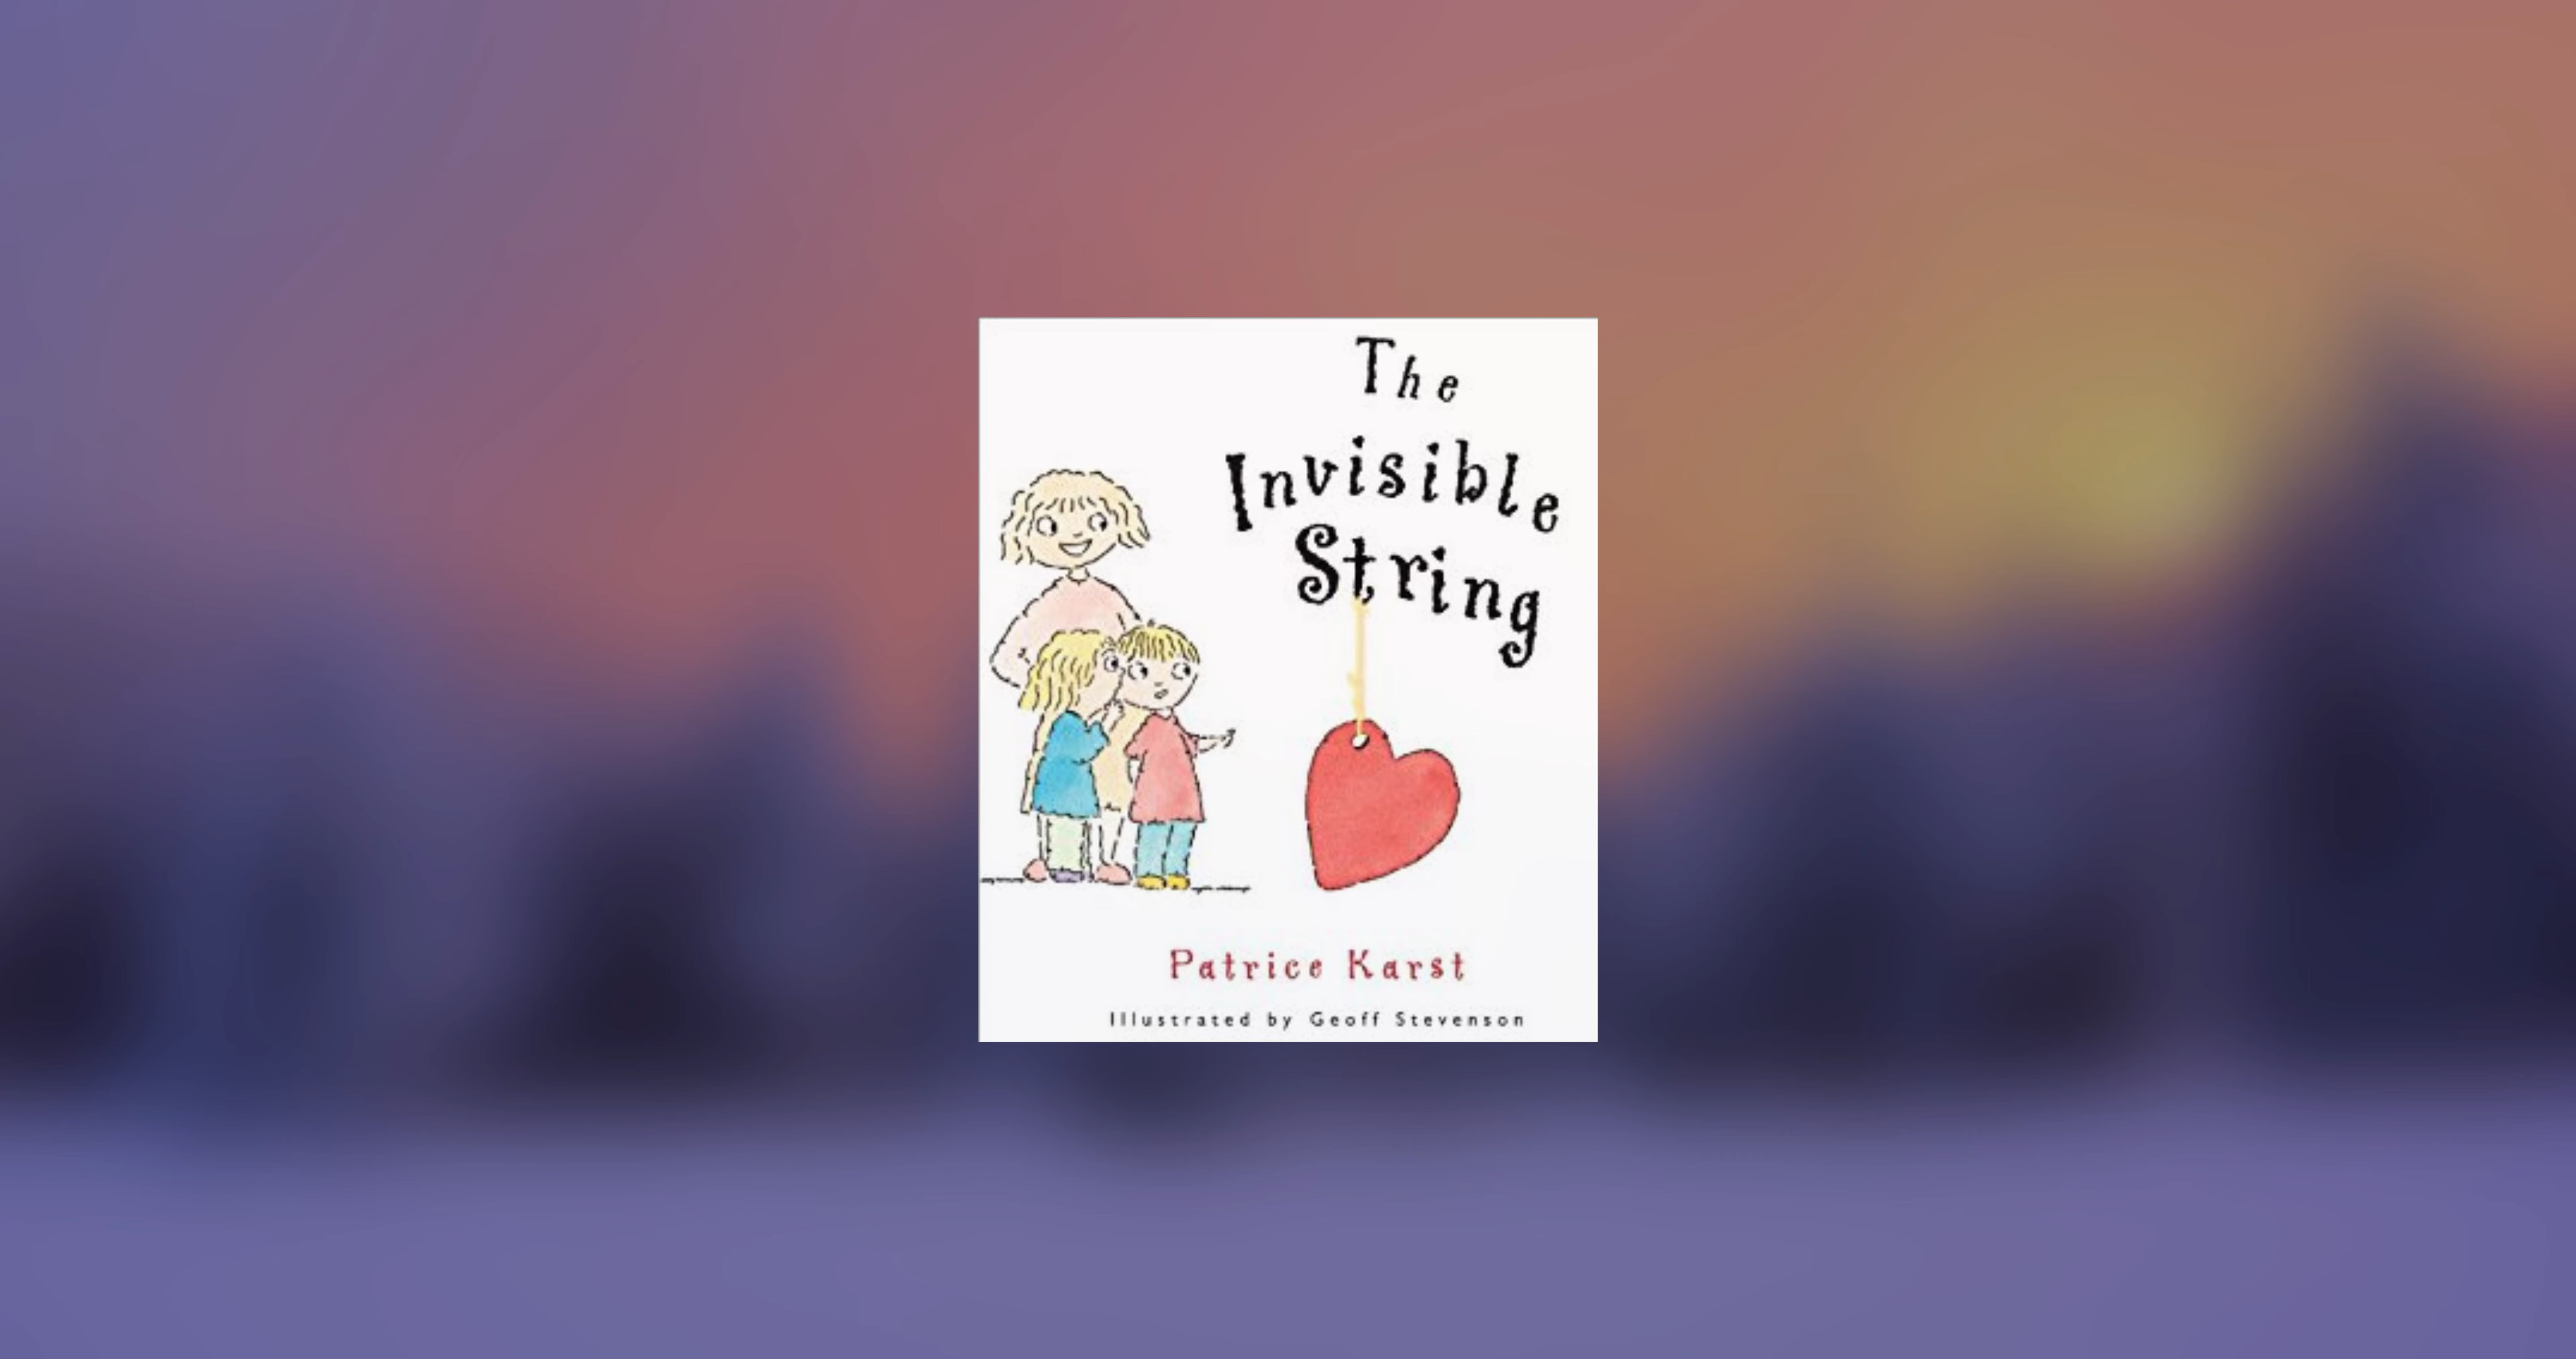 The
Invisible
String
Patrice Karst
Illustrated by Geoff Stevenson